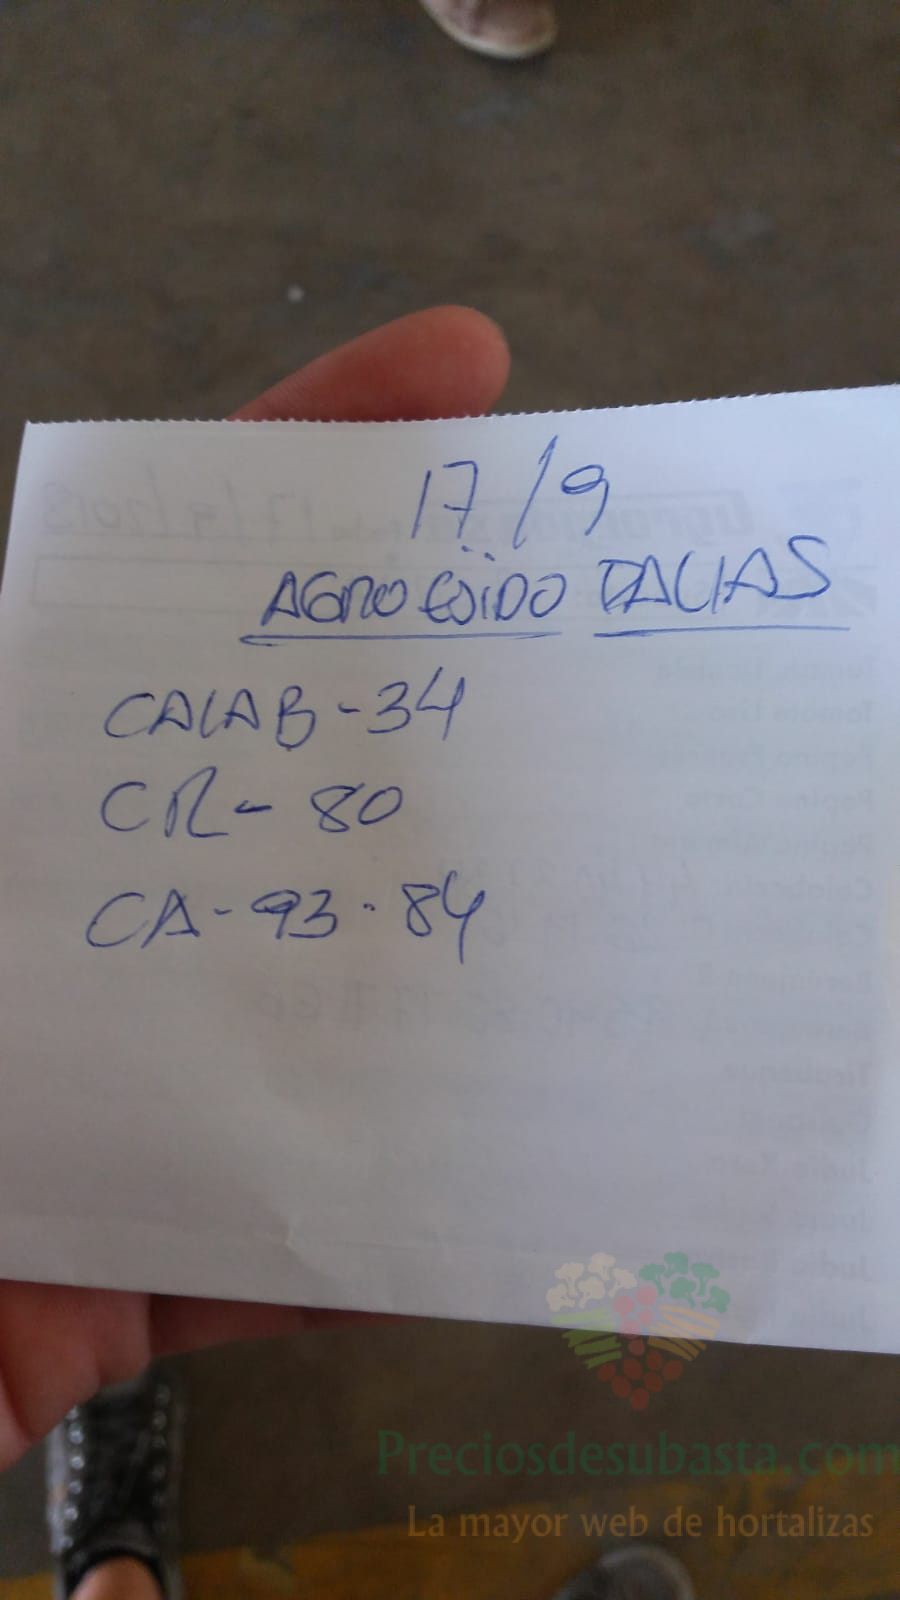 17/9
AGRO EJIDO DALIAS
CALAB - 34
CR - 80
CA - 93 - 84
Preciosdesubasta.com
La mayor web de hortalizas